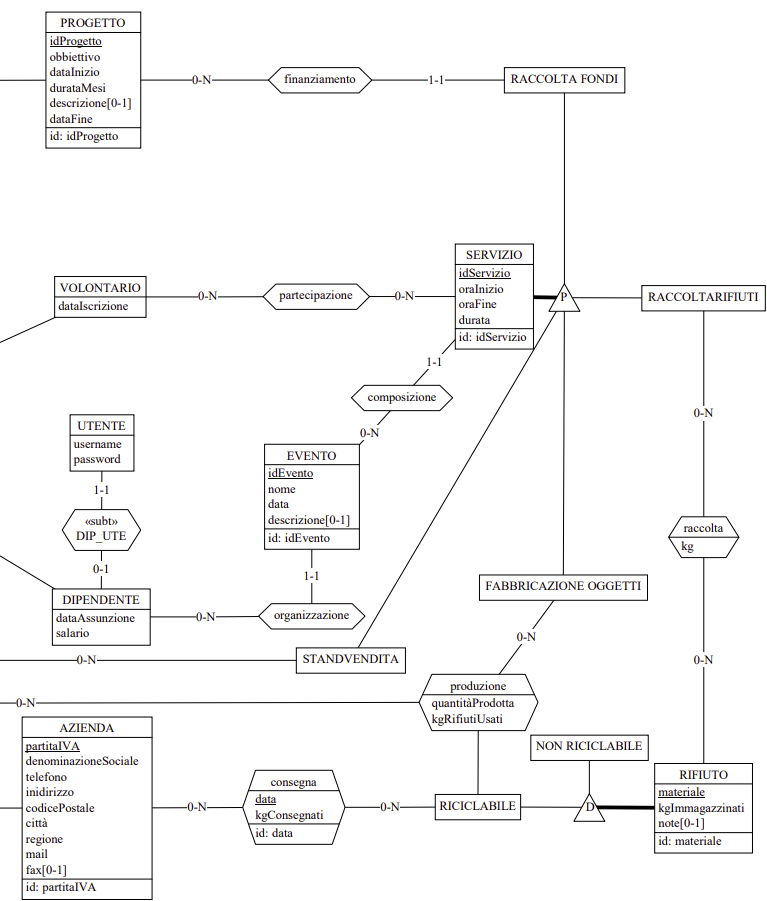 PROGETTO
idProgetto
obbiettivo
dataInizio
durataMesi
descrizione[0-1]
dataFine
id: idProgetto
0-N
finanziamento
1-1
RACCOLTA FONDI
SERVIZIO
idServizio
oraInizio
oraFine
durata
id: idServizio
P
RACCOLTARIFIUTI
VOLONTARIO
dataIscrizione
0-N
partecipazione
0-N
1-1
composizione
0-N
0-N
UTENTE
username
password
1-1
«subt»
DIP_UTE
0-1
EVENTO
idEvento
nome
data
descrizione[0-1]
id: idEvento
1-1
raccolta
kg
DIPENDENTE
dataAssunzione
salario
0-N
organizzazione
FABBRICAZIONE OGGETTI
0-N
0-N
STANDVENDITA
0-N
0-N
produzione
quantitàProdotta
kgRifiutiUsati
AZIENDA
partitaIVA
denominazioneSociale
telefono
inidirizzo
codicePostale
città
regione
mail
fax[0-1]
id: partitaIVA
0-N
consegna
data
kgConsegnati
id: data
0-N
RICICLABILE
NON RICICLABILE
D
RIFIUTO
materiale
kgImmagazzinati
note[0-1]
id: materiale